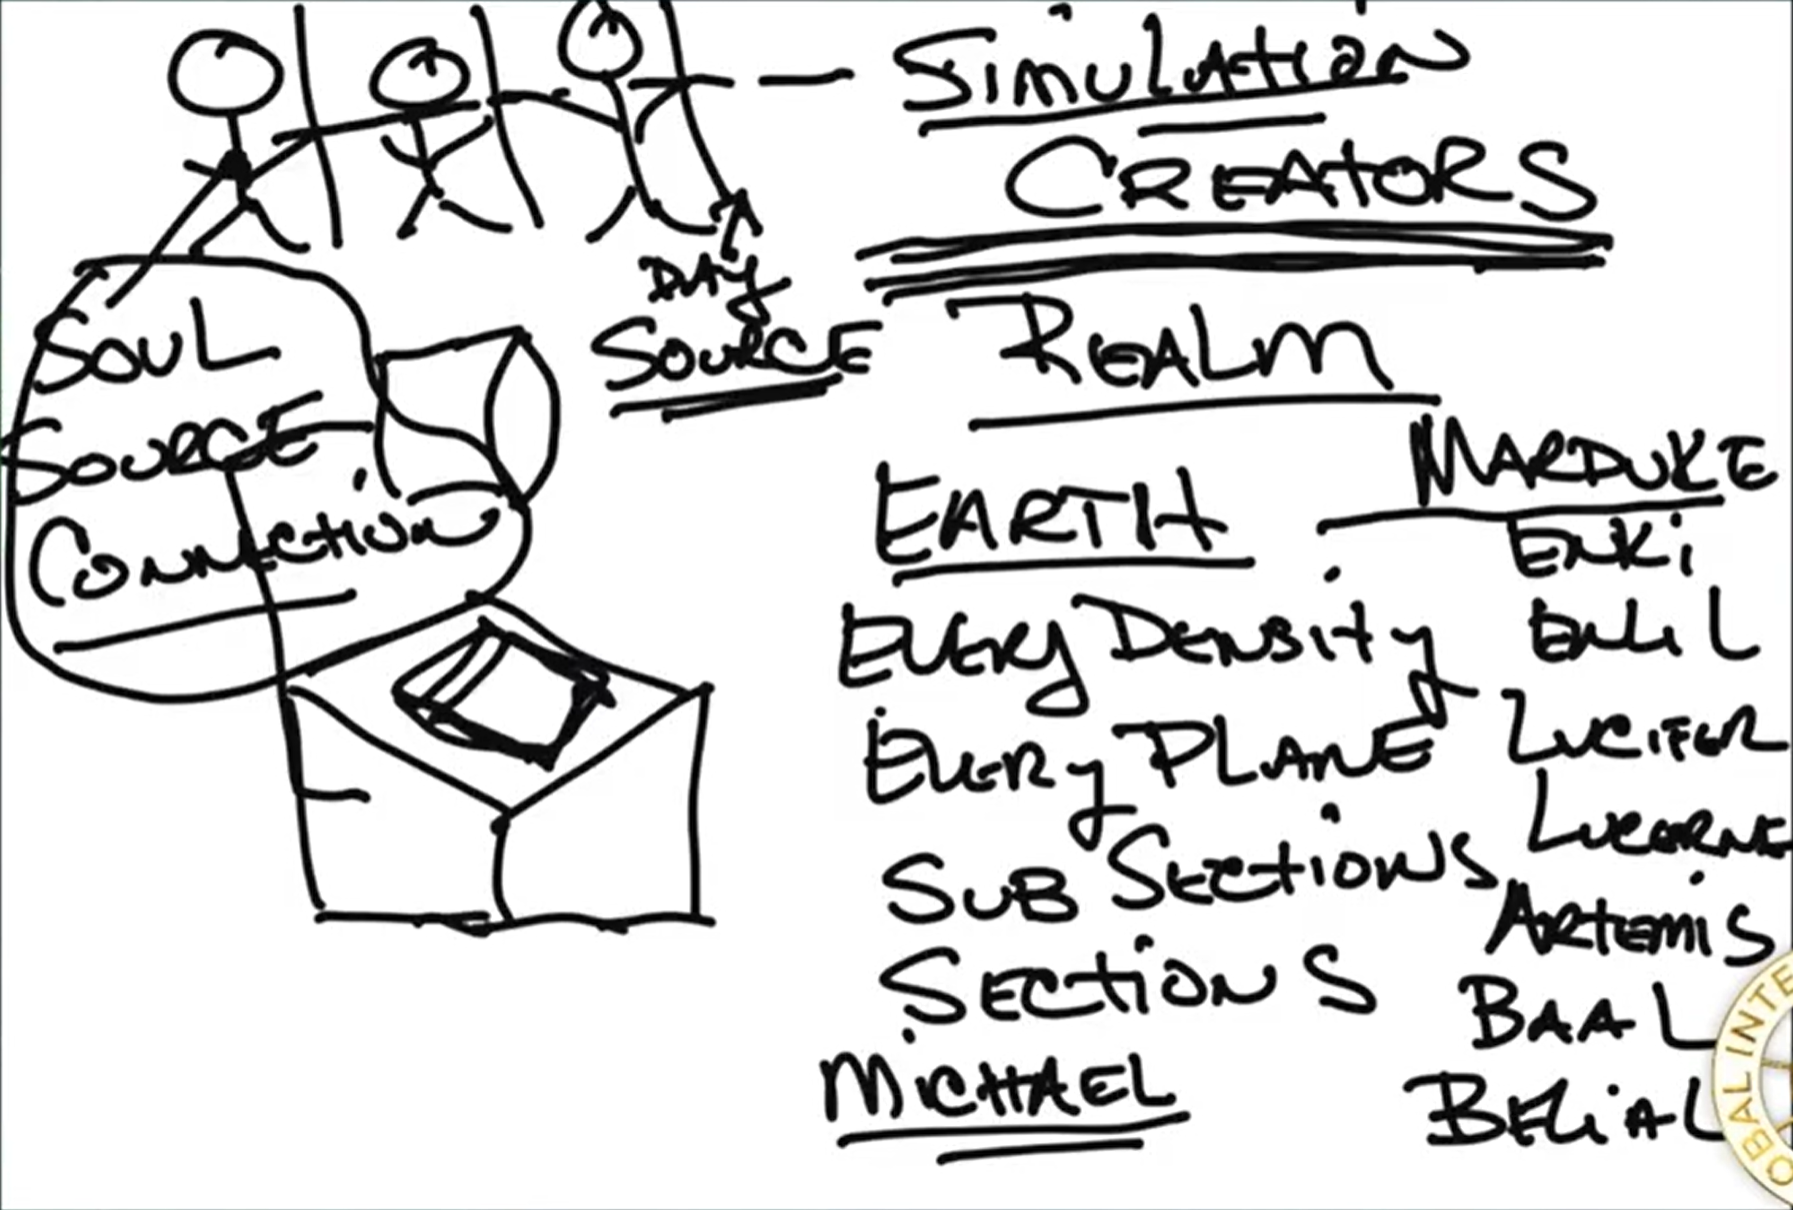 SIMULATION
CREATORS
DAY
SOURCE
REALM
SOUL
SOURCE
CONNECTION
EARTH
MARDUKE
ENKI
EVERY DENSITY
ENLIL
EVERY PLANE
LUCIFER
SUB SECTIONS
LUCERNE
ARTEMIS
SECTIONS
BAAL
MICHAEL
BELIAL
OBAL INTE